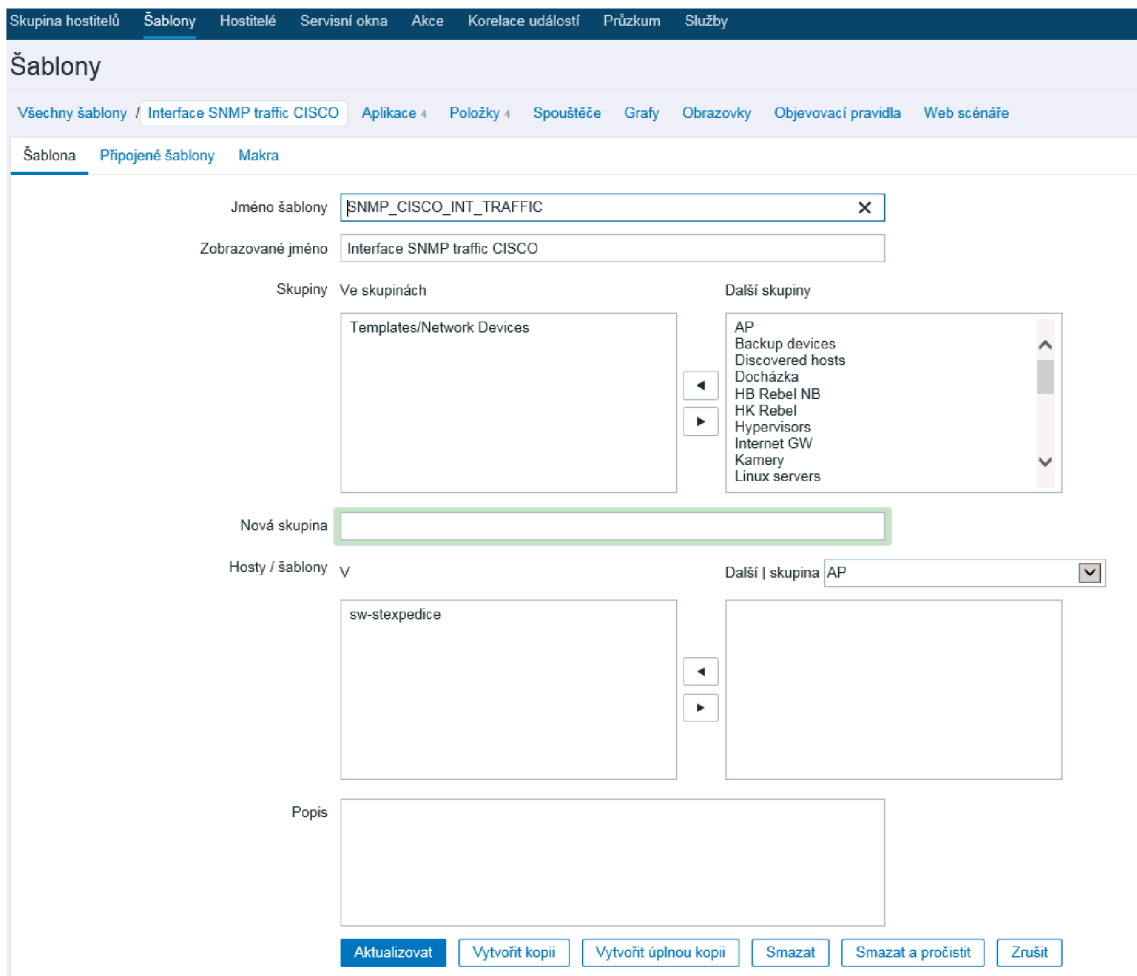 Skupina hostitelů Šablony Hostitelé Servisní okna Akce Korelace událostí Průzkum Služby
Šablony
Všechny šablony / Interface SNMP traffic CISCO Aplikace 4 Položky 4 Spouštěče Grafy Obrazovky Objevovací pravidla Web scénáře
Šablona Připojené šablony Makra
Jméno šablony SNMP_CISCO_INT_TRAFFIC
Zobrazované jméno Interface SNMP traffic CISCO
Skupiny Ve skupinách Další skupiny
Templates/Network Devices
AP
Backup devices
Discovered hosts
Docházka
HB Rebel NB
HK Rebel
Hypervisors
Internet GW
Kamery
Linux servers
Nová skupina
Hosty / šablony V Další | skupina AP
sw-stexpedice
Popis
Aktualizovat Vytvořit kopii Vytvořit úplnou kopii Smazat Smazat a pročistit Zrušit